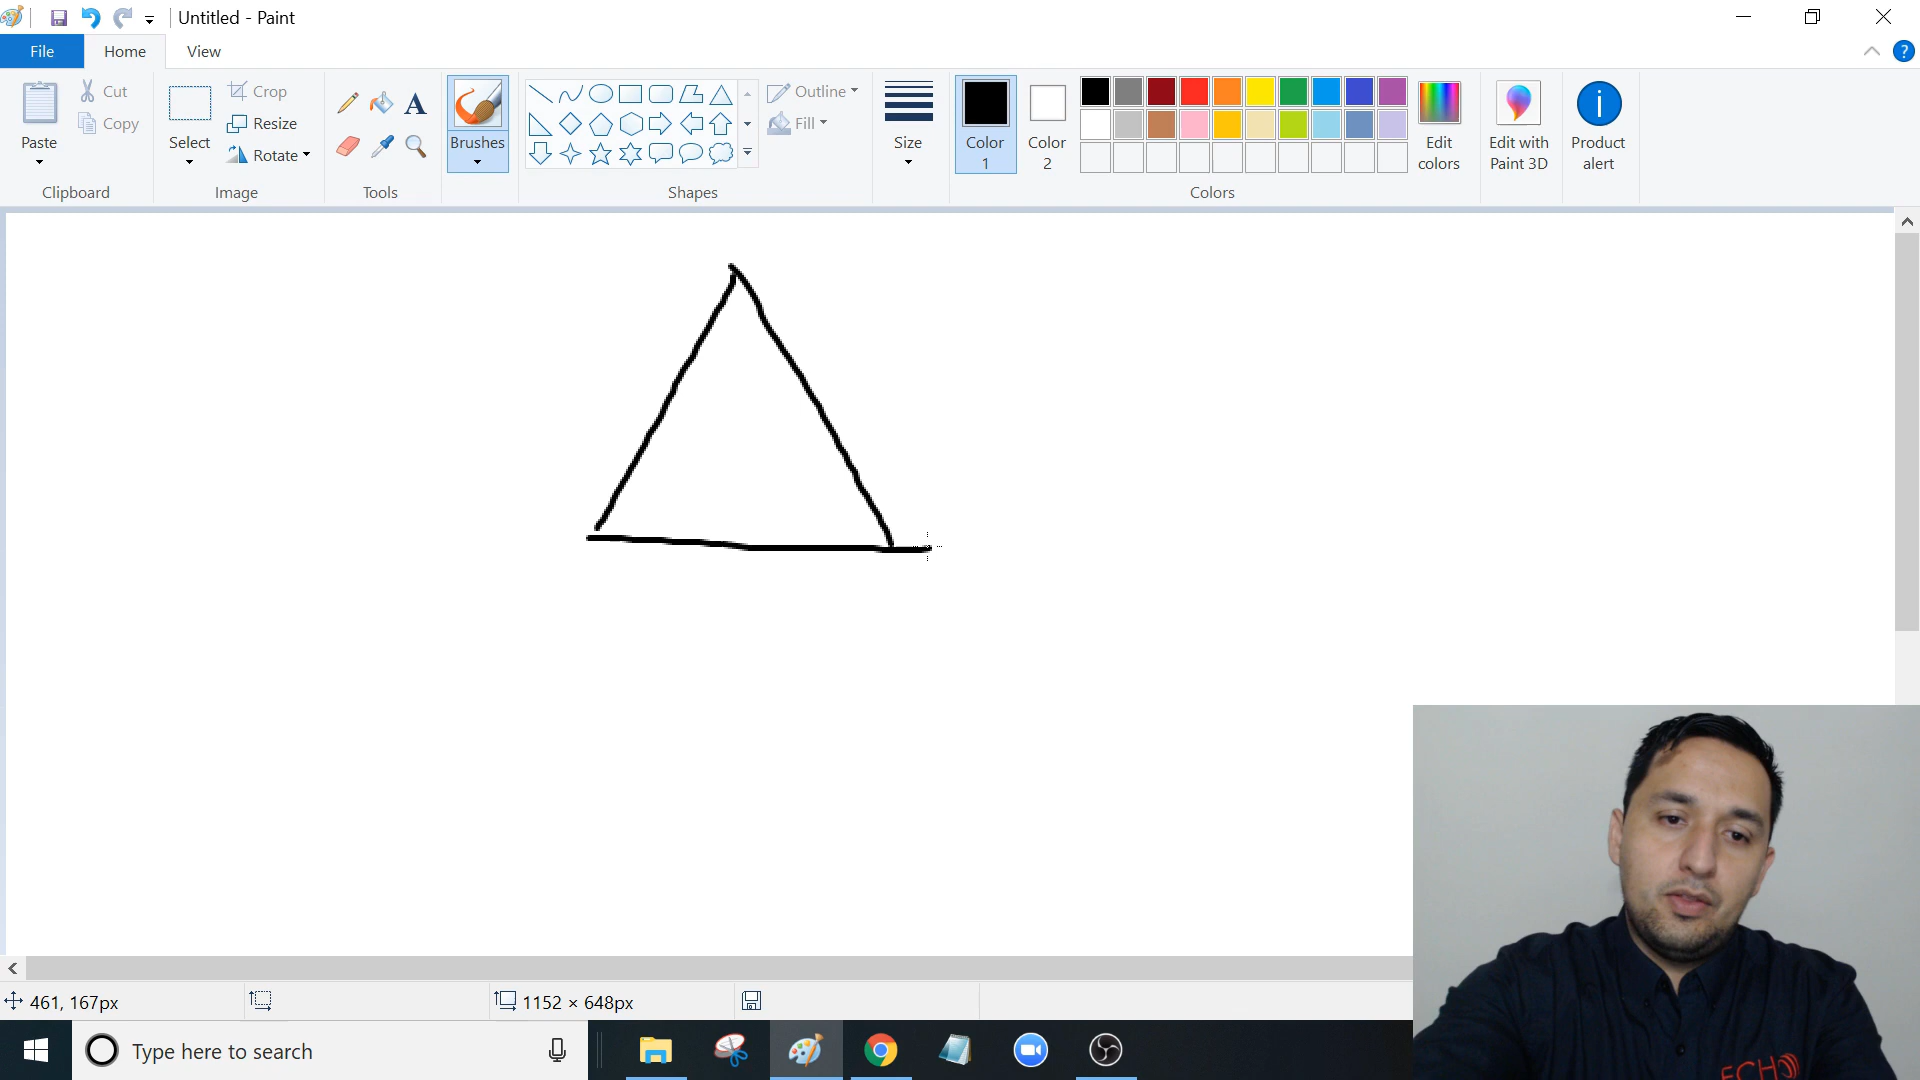 Untitled - Paint
File Home View
Paste
Cut
Copy
Clipboard
Select
Crop
Resize
Rotate
Image
A
Tools
Brushes
Outline
Fill
Shapes
Size
Color
1
Color
2
Edit
colors
Colors
Edit with
Paint 3D
Product
alert
461, 167px
1152 × 648px
Type here to search
ECHO